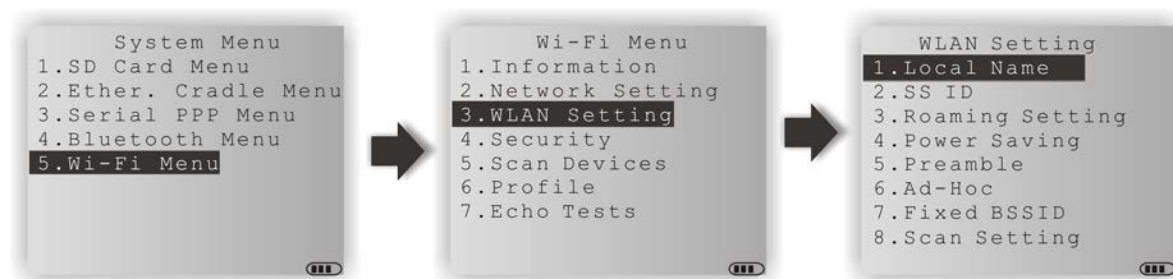 System Menu
1.SD Card Menu
2.Ether. Cradle Menu
3.Serial PPP Menu
4.Bluetooth Menu
5.Wi-Fi Menu
Wi-Fi Menu
1.Information
2.Network Setting
3.WLAN Setting
4.Security
5.Scan Devices
6.Profile
7.Echo Tests
WLAN Setting
1.Local Name
2.SS ID
3.Roaming Setting
4.Power Saving
5.Preamble
6.Ad-Hoc
7.Fixed BSSID
8.Scan Setting